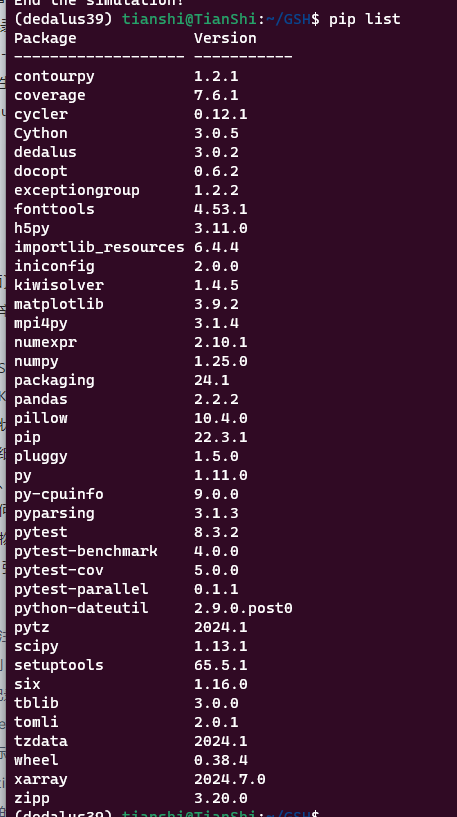 End the simulation!
(dedalus39) tianshi@TianShi:~/GSH$ pip list
Package Version
------------------- -----------
contourpy 1.2.1
coverage 7.6.1
cycler 0.12.1
Cython 3.0.5
dedalus 3.0.2
docopt 0.6.2
exceptiongroup 1.2.2
fonttools 4.53.1
h5py 3.11.0
importlib_resources 6.4.4
iniconfig 2.0.0
kiwisolver 1.4.5
matplotlib 3.9.2
mpi4py 3.1.4
numexpr 2.10.1
numpy 1.25.0
packaging 24.1
pandas 2.2.2
pillow 10.4.0
pip 22.3.1
pluggy 1.5.0
py 1.11.0
py-cpuinfo 9.0.0
pyparsing 3.1.3
pytest 8.3.2
pytest-benchmark 4.0.0
pytest-cov 5.0.0
pytest-parallel 0.1.1
python-dateutil 2.9.0.post0
pytz 2024.1
scipy 1.13.1
setuptools 65.5.1
six 1.16.0
tblib 3.0.0
tomli 2.0.1
tzdata 2024.1
wheel 0.38.4
xarray 2024.7.0
zipp 3.20.0
(dedalus39) tianshi@TianShi:~/GSH$